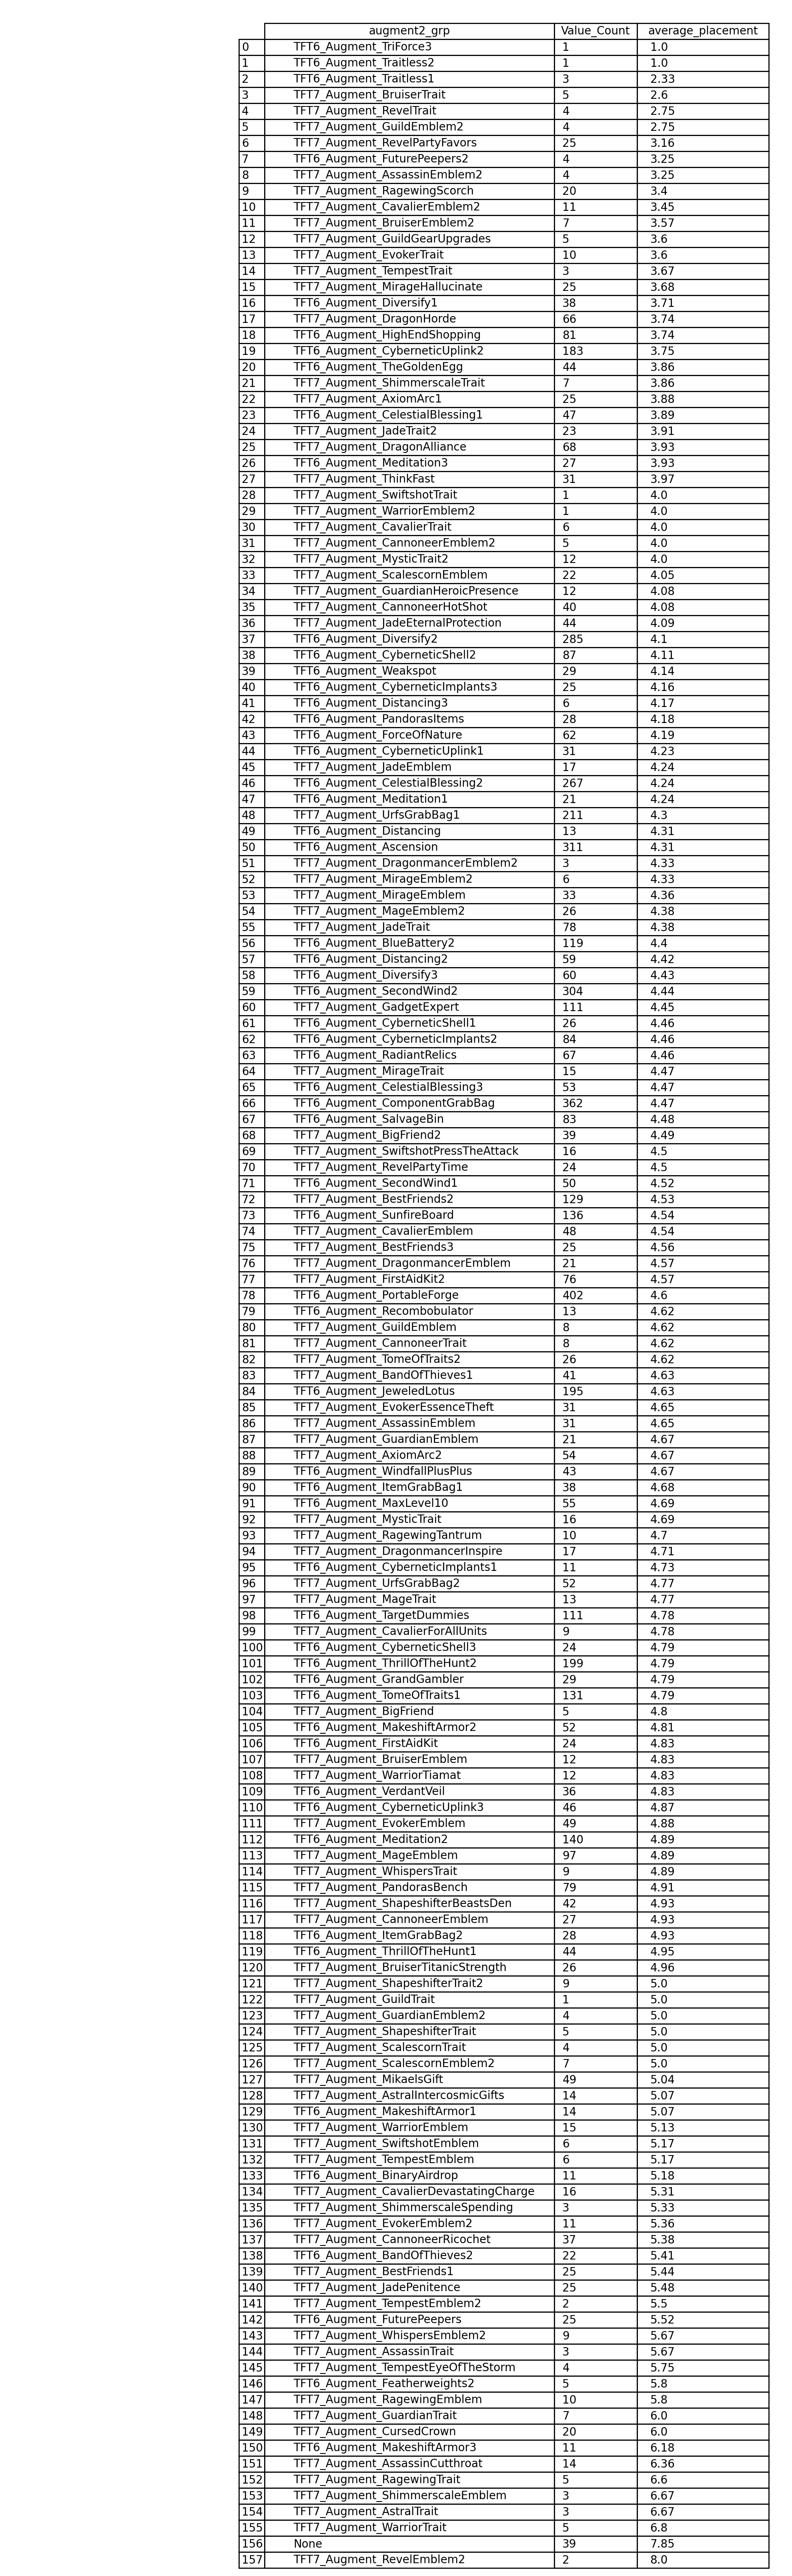 augment2_grp Value_Count average_placement
0 TFT6_Augment_TriForce3 1 1.0
1 TFT6_Augment_Traitless2 1 1.0
2 TFT6_Augment_Traitless1 3 2.33
3 TFT7_Augment_BruiserTrait 5 2.6
4 TFT7_Augment_RevelTrait 4 2.75
5 TFT7_Augment_GuildEmblem2 4 2.75
6 TFT7_Augment_RevelPartyFavors 25 3.16
7 TFT6_Augment_FuturePeepers2 4 3.25
8 TFT7_Augment_AssassinEmblem2 4 3.25
9 TFT7_Augment_RagewingScorch 20 3.4
10 TFT7_Augment_CavalierEmblem2 11 3.45
11 TFT7_Augment_BruiserEmblem2 7 3.57
12 TFT7_Augment_GuildGearUpgrades 5 3.6
13 TFT7_Augment_EvokerTrait 10 3.6
14 TFT7_Augment_TempestTrait 3 3.67
15 TFT7_Augment_MirageHallucinate 25 3.68
16 TFT6_Augment_Diversify1 38 3.71
17 TFT7_Augment_DragonHorde 66 3.74
18 TFT6_Augment_HighEndShopping 81 3.74
19 TFT6_Augment_CyberneticUplink2 183 3.75
20 TFT6_Augment_TheGoldenEgg 44 3.86
21 TFT7_Augment_ShimmerscaleTrait 7 3.86
22 TFT7_Augment_AxiomArc1 25 3.88
23 TFT6_Augment_CelestialBlessing1 47 3.89
24 TFT7_Augment_JadeTrait2 23 3.91
25 TFT7_Augment_DragonAlliance 68 3.93
26 TFT6_Augment_Meditation3 27 3.93
27 TFT7_Augment_ThinkFast 31 3.97
28 TFT7_Augment_SwiftshotTrait 1 4.0
29 TFT7_Augment_WarriorEmblem2 1 4.0
30 TFT7_Augment_CavalierTrait 6 4.0
31 TFT7_Augment_CannoneerEmblem2 5 4.0
32 TFT7_Augment_MysticTrait2 12 4.0
33 TFT7_Augment_ScalescornEmblem 22 4.05
34 TFT7_Augment_GuardianHeroicPresence 12 4.08
35 TFT7_Augment_CannoneerHotShot 40 4.08
36 TFT7_Augment_JadeEternalProtection 44 4.09
37 TFT6_Augment_Diversify2 285 4.1
38 TFT6_Augment_CyberneticShell2 87 4.11
39 TFT6_Augment_Weakspot 29 4.14
40 TFT6_Augment_CyberneticImplants3 25 4.16
41 TFT6_Augment_Distancing3 6 4.17
42 TFT6_Augment_PandorasItems 28 4.18
43 TFT6_Augment_ForceOfNature 62 4.19
44 TFT6_Augment_CyberneticUplink1 31 4.23
45 TFT7_Augment_JadeEmblem 17 4.24
46 TFT6_Augment_CelestialBlessing2 267 4.24
47 TFT6_Augment_Meditation1 21 4.24
48 TFT7_Augment_UrfsGrabBag1 211 4.3
49 TFT6_Augment_Distancing 13 4.31
50 TFT6_Augment_Ascension 311 4.31
51 TFT7_Augment_DragonmancerEmblem2 3 4.33
52 TFT7_Augment_MirageEmblem2 6 4.33
53 TFT7_Augment_MirageEmblem 33 4.36
54 TFT7_Augment_MageEmblem2 26 4.38
55 TFT7_Augment_JadeTrait 78 4.38
56 TFT6_Augment_BlueBattery2 119 4.4
57 TFT6_Augment_Distancing2 59 4.42
58 TFT6_Augment_Diversify3 60 4.43
59 TFT6_Augment_SecondWind2 304 4.44
60 TFT7_Augment_GadgetExpert 111 4.45
61 TFT6_Augment_CyberneticShell1 26 4.46
62 TFT6_Augment_CyberneticImplants2 84 4.46
63 TFT6_Augment_RadiantRelics 67 4.46
64 TFT7_Augment_MirageTrait 15 4.47
65 TFT6_Augment_CelestialBlessing3 53 4.47
66 TFT6_Augment_ComponentGrabBag 362 4.47
67 TFT6_Augment_SalvageBin 83 4.48
68 TFT7_Augment_BigFriend2 39 4.49
69 TFT7_Augment_SwiftshotPressTheAttack 16 4.5
70 TFT7_Augment_RevelPartyTime 24 4.5
71 TFT6_Augment_SecondWind1 50 4.52
72 TFT7_Augment_BestFriends2 129 4.53
73 TFT6_Augment_SunfireBoard 136 4.54
74 TFT7_Augment_CavalierEmblem 48 4.54
75 TFT7_Augment_BestFriends3 25 4.56
76 TFT7_Augment_DragonmancerEmblem 21 4.57
77 TFT7_Augment_FirstAidKit2 76 4.57
78 TFT6_Augment_PortableForge 402 4.6
79 TFT6_Augment_Recombobulator 13 4.62
80 TFT7_Augment_GuildEmblem 8 4.62
81 TFT7_Augment_CannoneerTrait 8 4.62
82 TFT6_Augment_TomeOfTraits2 26 4.62
83 TFT7_Augment_BandOfThieves1 41 4.63
84 TFT6_Augment_JeweledLotus 195 4.63
85 TFT7_Augment_EvokerEssenceTheft 31 4.65
86 TFT7_Augment_AssassinEmblem 31 4.65
87 TFT7_Augment_GuardianEmblem 21 4.67
88 TFT7_Augment_AxiomArc2 54 4.67
89 TFT6_Augment_WindfallPlusPlus 43 4.67
90 TFT6_Augment_ItemGrabBag1 38 4.68
91 TFT6_Augment_MaxLevel10 55 4.69
92 TFT7_Augment_MysticTrait 16 4.69
93 TFT7_Augment_RagewingTantrum 10 4.7
94 TFT7_Augment_DragonmancerInspire 17 4.71
95 TFT6_Augment_CyberneticImplants1 11 4.73
96 TFT7_Augment_UrfsGrabBag2 52 4.77
97 TFT7_Augment_MageTrait 13 4.77
98 TFT6_Augment_TargetDummies 111 4.78
99 TFT7_Augment_CavalierForAllUnits 9 4.78
100 TFT6_Augment_CyberneticShell3 24 4.79
101 TFT6_Augment_ThrillOfTheHunt2 199 4.79
102 TFT6_Augment_GrandGambler 29 4.79
103 TFT6_Augment_TomeOfTraits1 131 4.79
104 TFT7_Augment_BigFriend 5 4.8
105 TFT6_Augment_MakeshiftArmor2 52 4.81
106 TFT6_Augment_FirstAidKit 24 4.83
107 TFT7_Augment_BruiserEmblem 12 4.83
108 TFT7_Augment_WarriorTiamat 12 4.83
109 TFT6_Augment_VerdantVeil 36 4.83
110 TFT6_Augment_CyberneticUplink3 46 4.87
111 TFT7_Augment_EvokerEmblem 49 4.88
112 TFT6_Augment_Meditation2 140 4.89
113 TFT7_Augment_MageEmblem 97 4.89
114 TFT7_Augment_WhispersTrait 9 4.89
115 TFT7_Augment_PandorasBench 79 4.91
116 TFT7_Augment_ShapeshifterBeastsDen 42 4.93
117 TFT7_Augment_CannoneerEmblem 27 4.93
118 TFT6_Augment_ItemGrabBag2 28 4.93
119 TFT6_Augment_ThrillOfTheHunt1 44 4.95
120 TFT7_Augment_BruiserTitanicStrength 26 4.96
121 TFT7_Augment_ShapeshifterTrait2 9 5.0
122 TFT7_Augment_GuildTrait 1 5.0
123 TFT7_Augment_GuardianEmblem2 4 5.0
124 TFT7_Augment_ShapeshifterTrait 5 5.0
125 TFT7_Augment_ScalescornTrait 4 5.0
126 TFT7_Augment_ScalescornEmblem2 7 5.0
127 TFT7_Augment_MikaelsGift 49 5.04
128 TFT7_Augment_AstralIntercosmicGifts 14 5.07
129 TFT6_Augment_MakeshiftArmor1 14 5.07
130 TFT7_Augment_WarriorEmblem 15 5.13
131 TFT7_Augment_SwiftshotEmblem 6 5.17
132 TFT7_Augment_TempestEmblem 6 5.17
133 TFT6_Augment_BinaryAirdrop 11 5.18
134 TFT7_Augment_CavalierDevastatingCharge 16 5.31
135 TFT7_Augment_ShimmerscaleSpending 3 5.33
136 TFT7_Augment_EvokerEmblem2 11 5.36
137 TFT7_Augment_CannoneerRicochet 37 5.38
138 TFT6_Augment_BandOfThieves2 22 5.41
139 TFT7_Augment_BestFriends1 25 5.44
140 TFT7_Augment_JadePenitence 25 5.48
141 TFT7_Augment_TempestEmblem2 2 5.5
142 TFT6_Augment_FuturePeepers 25 5.52
143 TFT7_Augment_WhispersEmblem2 9 5.67
144 TFT7_Augment_AssassinTrait 3 5.67
145 TFT7_Augment_TempestEyeOfTheStorm 4 5.75
146 TFT6_Augment_Featherweights2 5 5.8
147 TFT7_Augment_RagewingEmblem 10 5.8
148 TFT7_Augment_GuardianTrait 7 6.0
149 TFT7_Augment_CursedCrown 20 6.0
150 TFT6_Augment_MakeshiftArmor3 11 6.18
151 TFT7_Augment_AssassinCutthroat 14 6.36
152 TFT7_Augment_RagewingTrait 5 6.6
153 TFT7_Augment_ShimmerscaleEmblem 3 6.67
154 TFT7_Augment_AstralTrait 3 6.67
155 TFT7_Augment_WarriorTrait 5 6.8
156 None 39 7.85
157 TFT7_Augment_RevelEmblem2 2 8.0